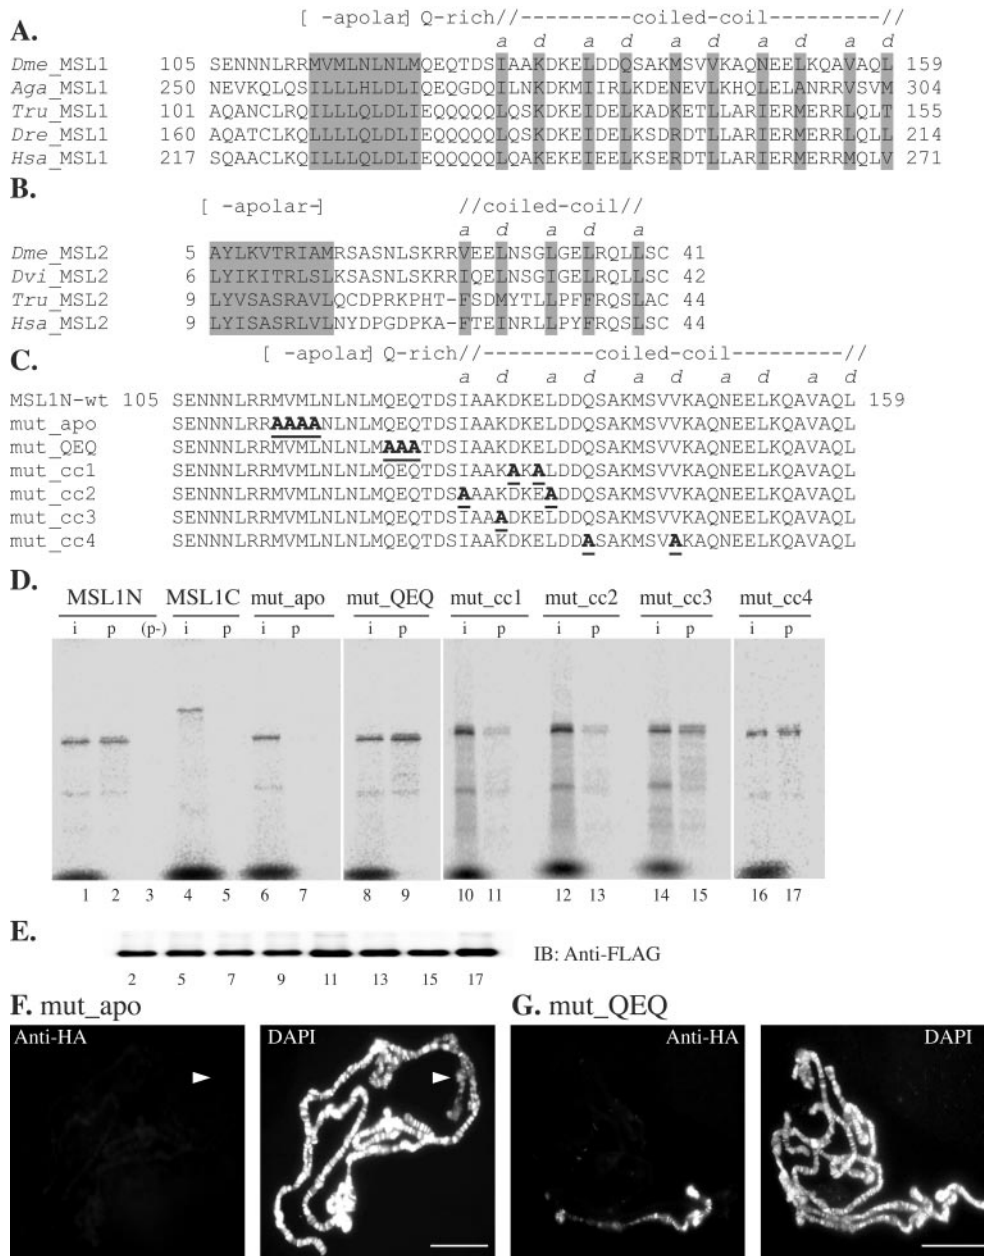 A.
[ -apolar] Q-rich//---------coiled-coil---------//
a d a d a d a d a d
Dme_MSL1 105 SENNNLRRMVMLNLNLMQEQTDSIAAKDKELDDQSAKMSVVKAQNEELKQAVAQL 159
Aga_MSL1 250 NEVKQLQSILLLHLDLIQEQGDQILNKDKMIIRLKDENEVLKHQLELANRRVSVM 304
Tru_MSL1 101 AQANCLRQILLLQLDLIEQQQQQLQSKDKEIDELKADKETLLARIERMERRLQLT 155
Dre_MSL1 160 AQATCLKQLLLLQLDLIEQQQQQLQSKDKEIDELKSDRDTLLARIERMERRLQLL 214
Hsa_MSL1 217 SQAACLKQILLLQLDLIEQQQQQLQAKEKEIEELKSERDTLLARIERMERRMQLV 271
B.
[ -apolar-] //coiled-coil//
a d a d a
Dme_MSL2 5 AYLKVTRIAMRSASNLSKRRVEELNSGLGELRQLLSC 41
Dvi_MSL2 6 LYIKITRLSLKSASNLSKRRIQELNSGIGELRQLLSC 42
Tru_MSL2 9 LYVSASRAVLQCDPRKPHT-FSDMYTLLPFFRQSLAC 44
Hsa_MSL2 9 LYISASRLVLNYDPGDPKA-FTEINRLLPYFRQSLSC 44
C.
[ -apolar] Q-rich//---------coiled-coil---------//
a d a d a d a d a d
MSL1N-wt 105 SENNNLRRMVMLNLNLMQEQTDSIAAKDKELDDQSAKMSVVKAQNEELKQAVAQL 159
mut_apo SENNNLRRAAAANLNLMQEQTDSIAAKDKELDDQSAKMSVVKAQNEELKQAVAQL
mut_QEQ SENNNLRRMVMLNLNLMAAATDSIAAKDKELDDQSAKMSVVKAQNEELKQAVAQL
mut_cc1 SENNNLRRMVMLNLNLMQEQTDSIAAKAKALDDQSAKMSVVKAQNEELKQAVAQL
mut_cc2 SENNNLRRMVMLNLNLMQEQTDSAAAKDKEADDQSAKMSVVKAQNEELKQAVAQL
mut_cc3 SENNNLRRMVMLNLNLMQEQTDSIAAADKELDDQSAKMSVVKAQNEELKQAVAQL
mut_cc4 SENNNLRRMVMLNLNLMQEQTDSIAAKDKELDDASAKMSVAKAQNEELKQAVAQL
D.
MSL1N MSL1C mut_apo mut_QEQ mut_cc1 mut_cc2 mut_cc3 mut_cc4
i p (p-) i p i p i p i p i p i p i p
1 2 3 4 5 6 7 8 9 10 11 12 13 14 15 16 17
E.
IB: Anti-FLAG
2 5 7 9 11 13 15 17
F. mut_apo G. mut_QEQ
Anti-HA DAPI Anti-HA DAPI